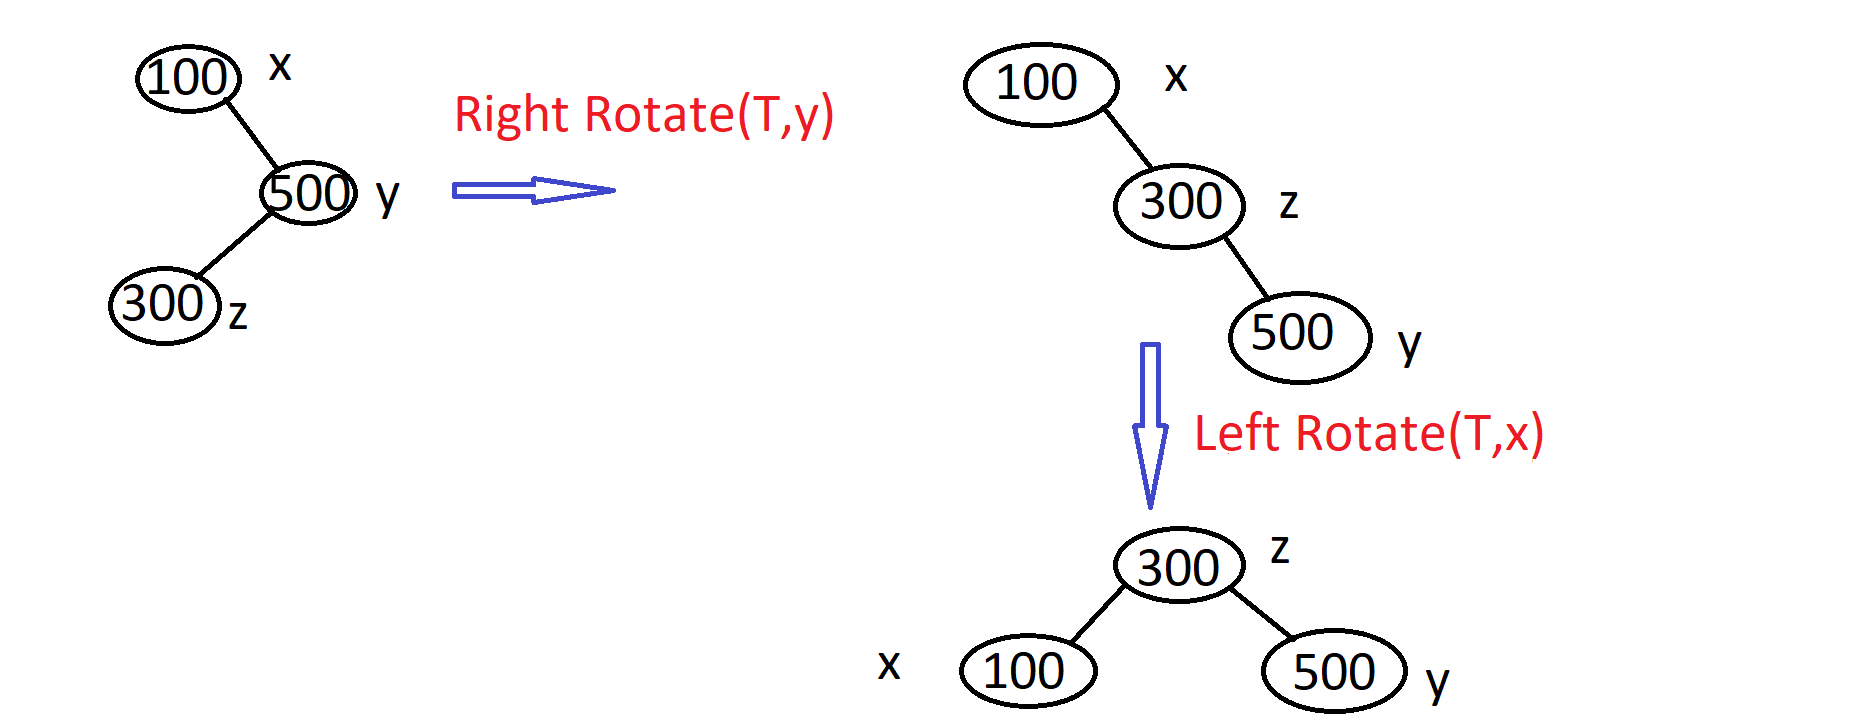 100 x
500 y
300 z
Right Rotate(T,y)
100 x
300 z
500 y
Left Rotate(T,x)
300 z
x 100
500 y